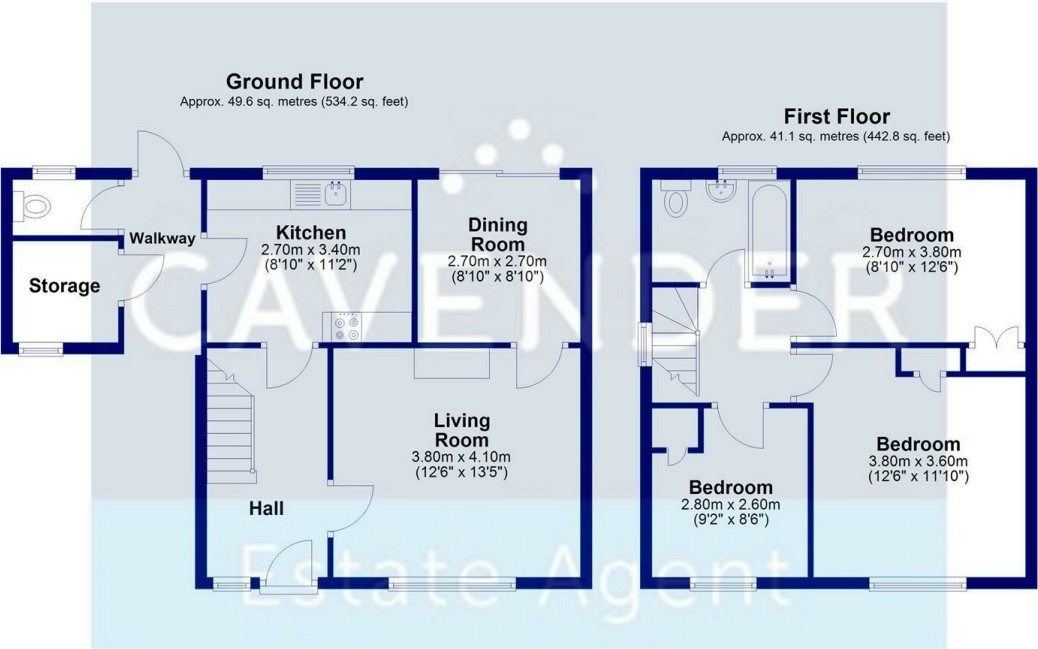 Ground Floor
Approx. 49.6 sq. metres (534.2 sq. feet)
First Floor
Approx. 41.1 sq. metres (442.8 sq. feet)
Walkway
Storage
Kitchen
2.70m x 3.40m
(8'10" x 11'2")
Dining
Room
2.70m x 2.70m
(8'10" x 8'10")
Living
Room
3.80m x 4.10m
(12'6" x 13'5")
Hall
Bedroom
2.70m x 3.80m
(8'10" x 12'6")
Bedroom
3.80m x 3.60m
(12'6" x 11'10")
Bedroom
2.80m x 2.60m
(9'2" x 8'6")
CAVENDER
Estate Agent